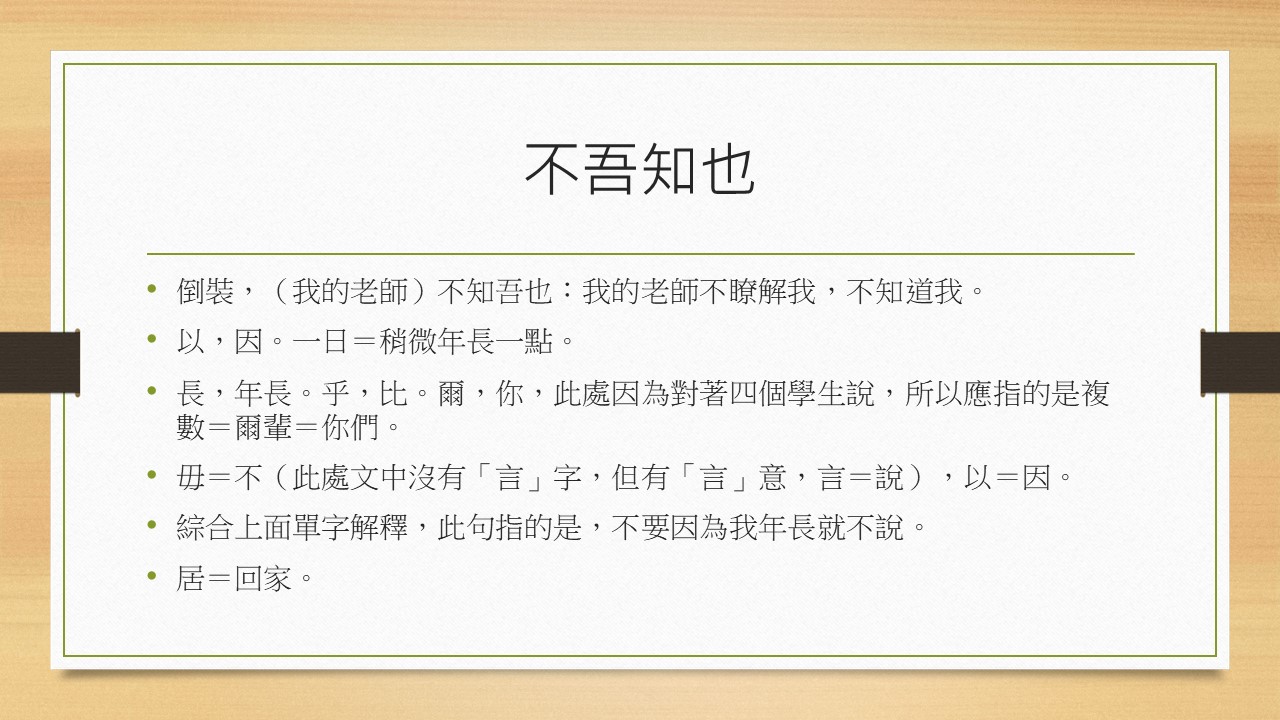 不吾知也
• 倒裝，（我的老師）不知吾也：我的老師不瞭解我，不知道我。
• 以，因。一日＝稍微年長一點。
• 長，年長。乎，比。爾，你，此處因為對著四個學生說，所以應指的是複
數＝爾輩＝你們。
• 毋＝不（此處文中沒有「言」字，但有「言」意，言＝說），以＝因。
• 綜合上面單字解釋，此句指的是，不要因為我年長就不說。
• 居＝回家。